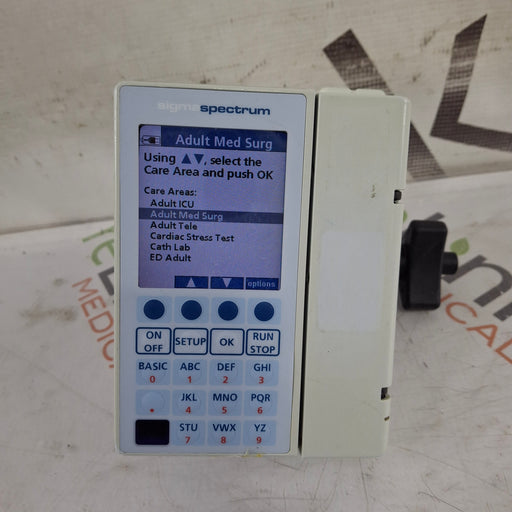 sigmaspectrum
Adult Med Surg
Using ▲▼, select the
Care Area and push OK
Care Areas:
Adult ICU
Adult Med Surg
Adult Tele
Cardiac Stress Test
Cath Lab
ED Adult
▲ ▼ options
ON OFF SETUP OK RUN STOP
BASIC ABC DEF GHI
0 1 2 3
JKL MNO PQR
. 4 5 6
STU VWX YZ
7 8 9
MEDICAL
MEDICAL